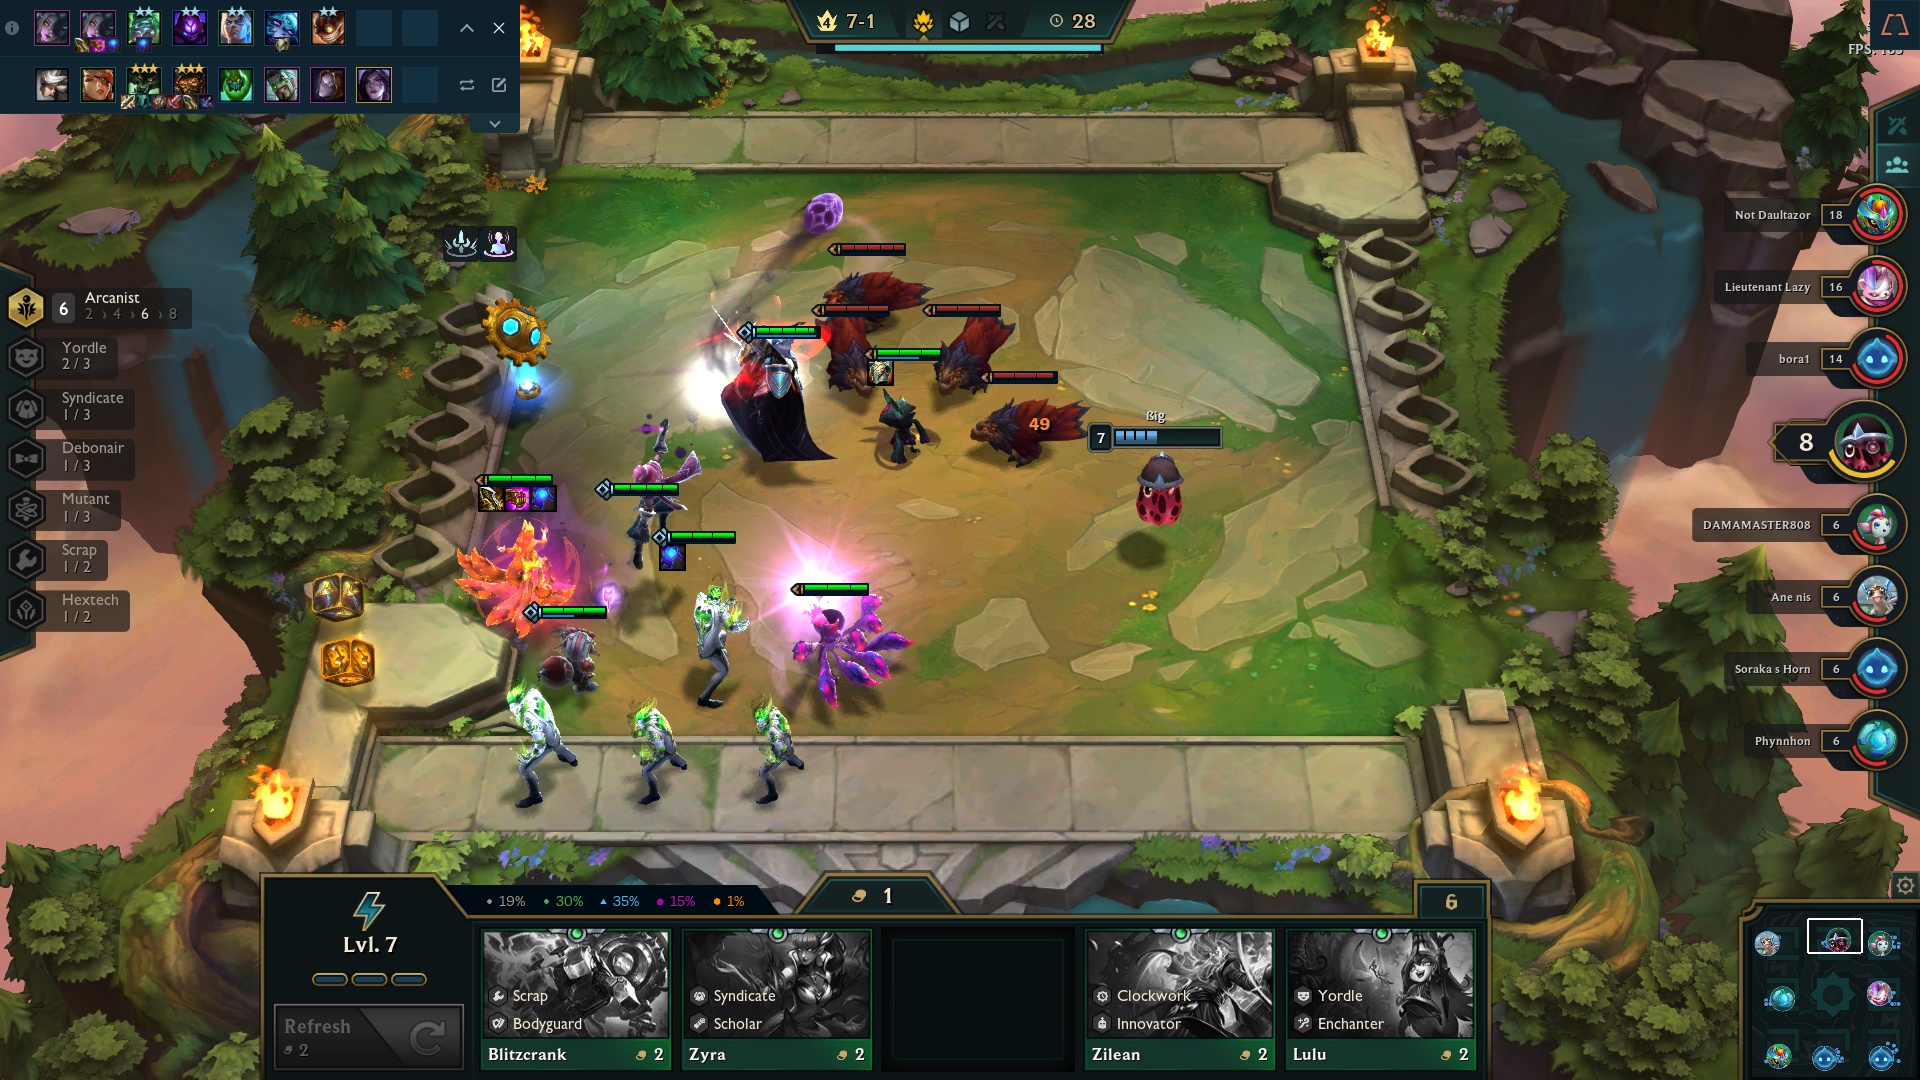 7-1
28
FPS:
Not Daultazor
18
Lieutenant Lazy
16
bora1
14
8
DAMAMASTER808
6
Ane nis
6
Soraka s Horn
6
Phynnhon
6
6
Arcanist
2 › 4 › 6 › 8
Yordle
2 / 3
Syndicate
1 / 3
Debonair
1 / 3
Mutant
1 / 3
Scrap
1 / 2
Hextech
1 / 2
49
7
19%
30%
35%
15%
1%
1
6
Lvl. 7
Refresh
2
Scrap
Bodyguard
Blitzcrank
2
Syndicate
Scholar
Zyra
2
Clockwork
Innovator
Zilean
2
Yordle
Enchanter
Lulu
2